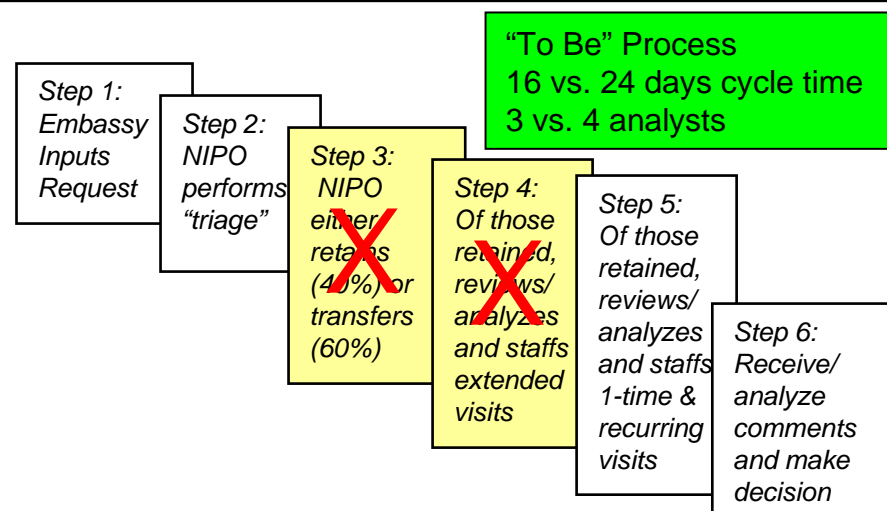 “To Be” Process
16 vs. 24 days cycle time
3 vs. 4 analysts
Step 1:
Embassy
Inputs
Request
Step 2:
NIPO
performs
“triage”
Step 3:
NIPO
either
retains
(40%) or
transfers
(60%)
X
Step 4:
Of those
retained,
reviews/
analyzes
and staffs
extended
visits
X
Step 5:
Of those
retained,
reviews/
analyzes
and staffs
1-time &
recurring
visits
Step 6:
Receive/
analyze
comments
and make
decision